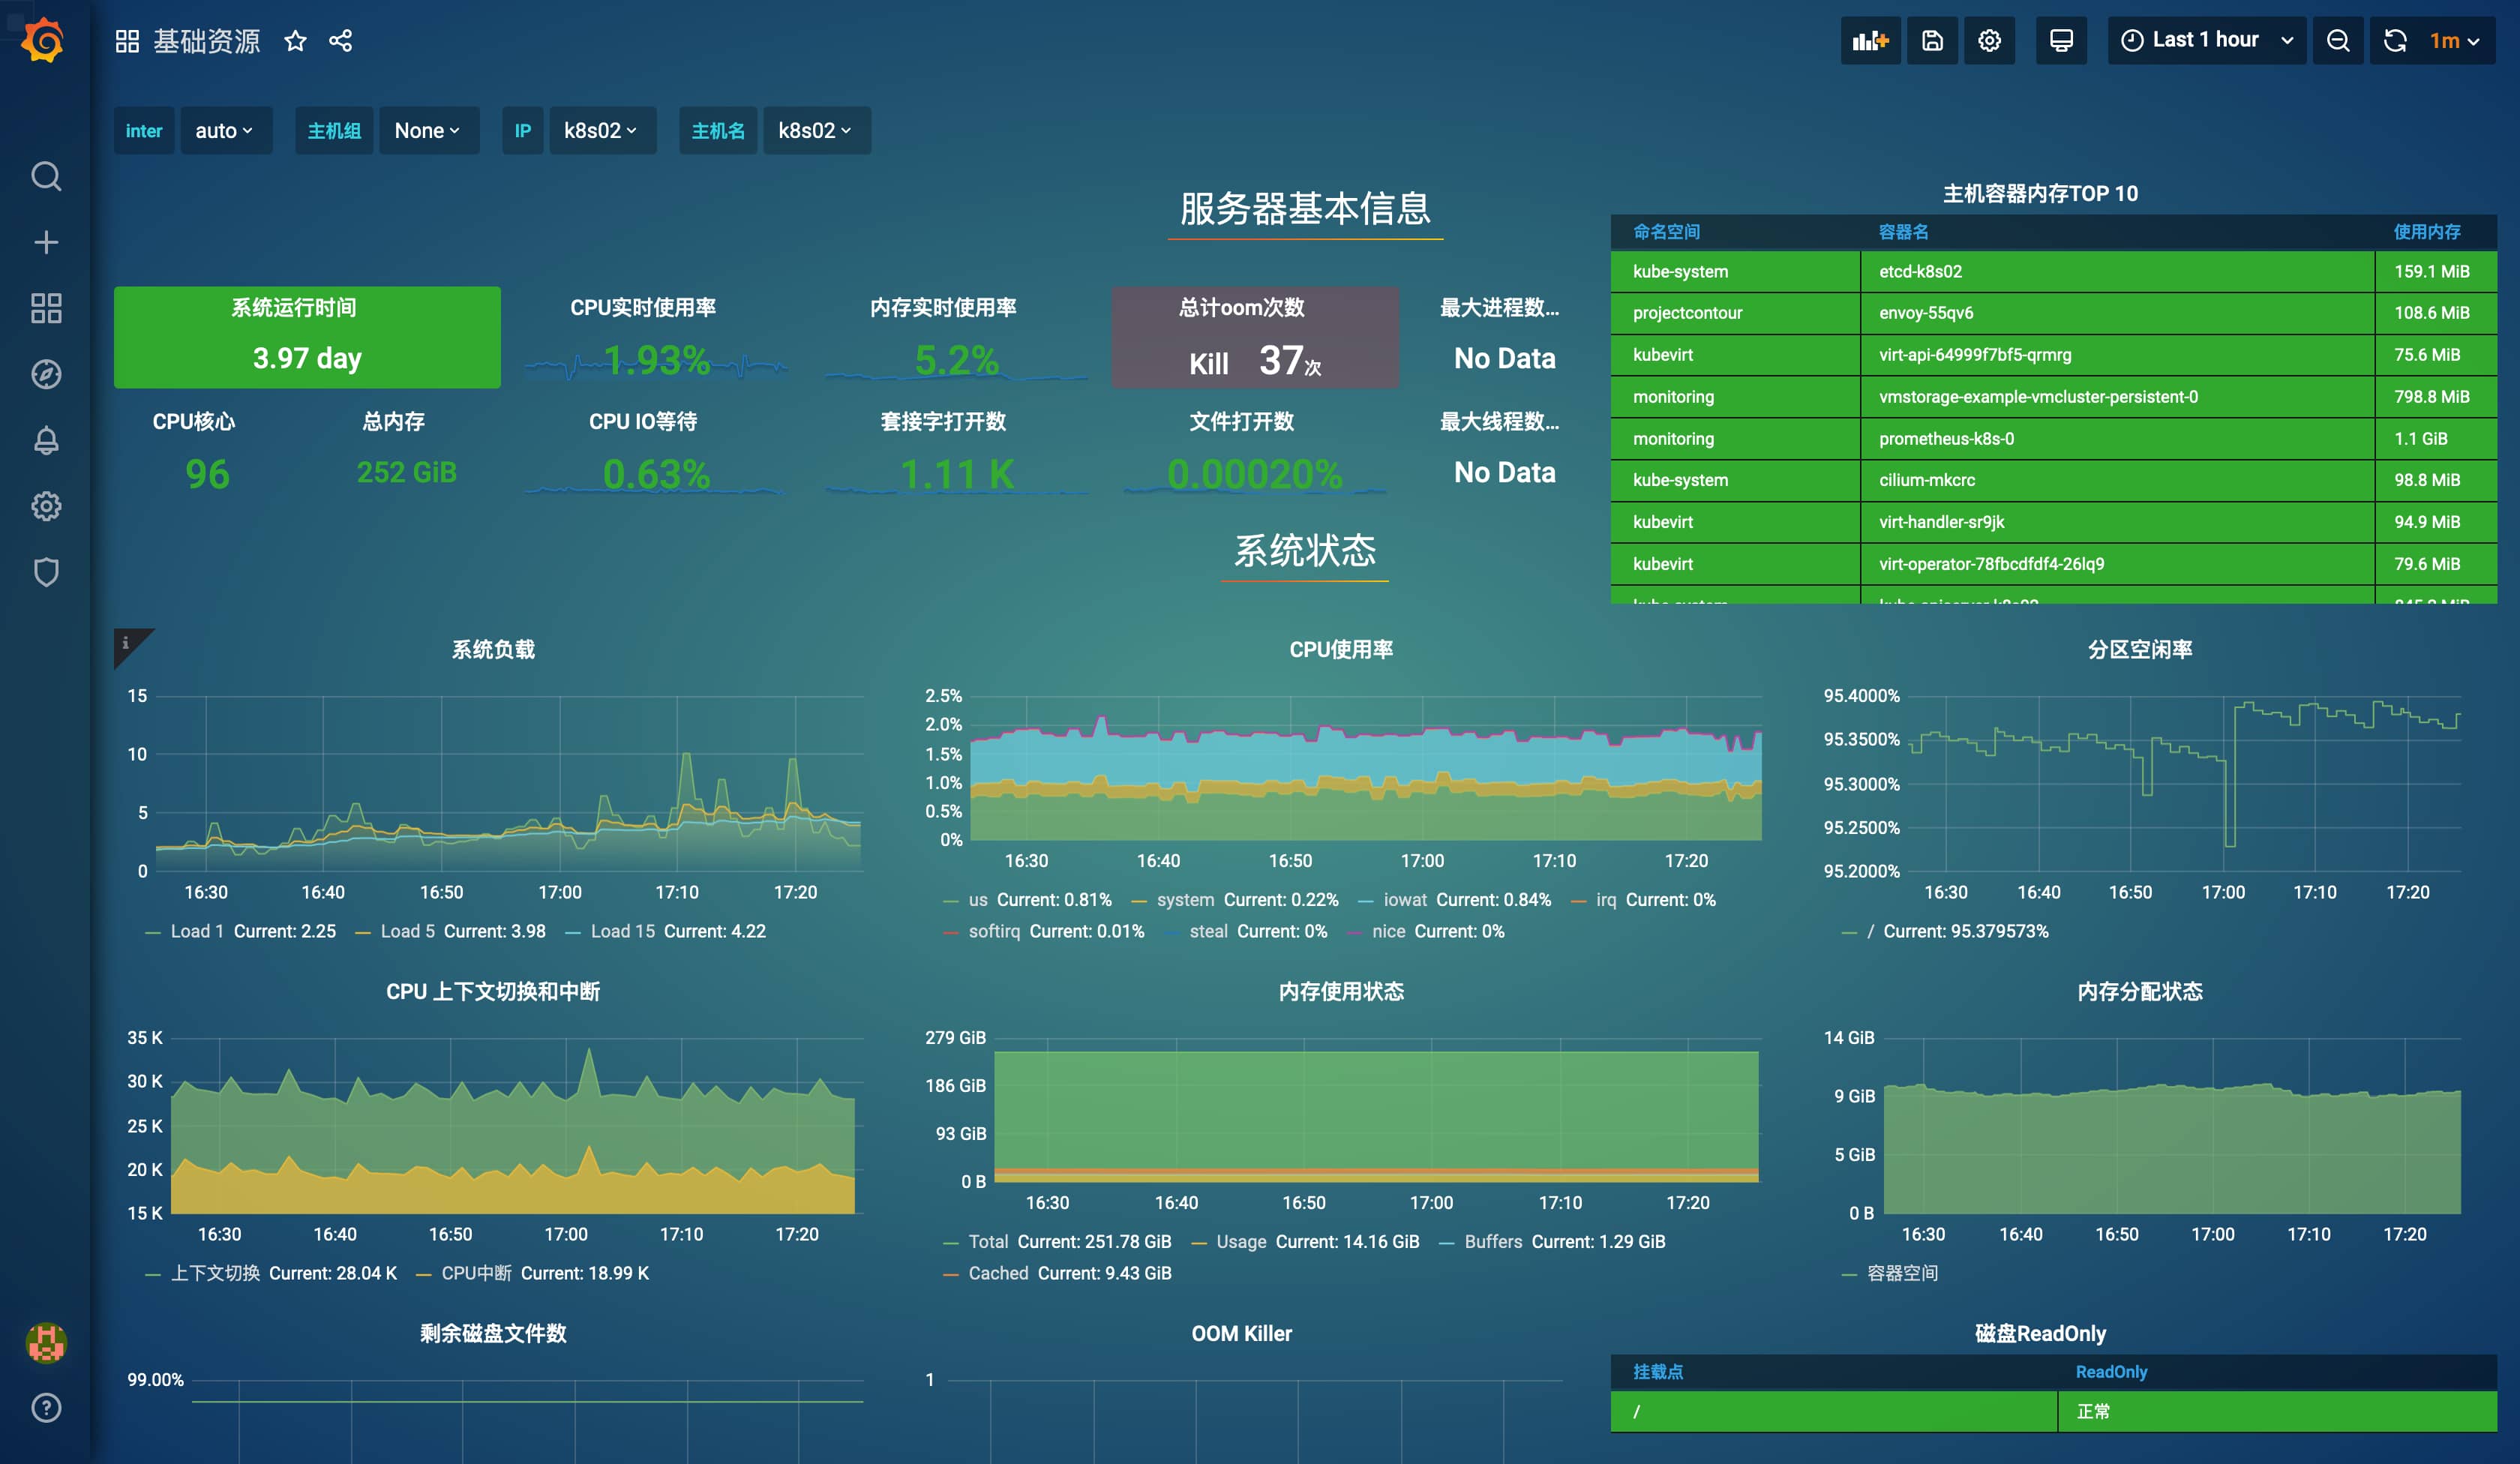 基础资源
Last 1 hour
1m
inter auto 主机组 None IP k8s02 主机名 k8s02
服务器基本信息
系统运行时间
3.97 day
CPU实时使用率
1.93%
内存实时使用率
5.2%
总计oom次数
Kill 37次
最大进程数...
No Data
CPU核心
96
总内存
252 GiB
CPU IO等待
0.63%
套接字打开数
1.11 K
文件打开数
0.00020%
最大线程数...
No Data
主机容器内存TOP 10
命名空间 容器名 使用内存
kube-system etcd-k8s02 159.1 MiB
projectcontour envoy-55qv6 108.6 MiB
kubevirt virt-api-64999f7bf5-qrmrg 75.6 MiB
monitoring vmstorage-example-vmcluster-persistent-0 798.8 MiB
monitoring prometheus-k8s-0 1.1 GiB
kube-system cilium-mkcrc 98.8 MiB
kubevirt virt-handler-sr9jk 94.9 MiB
kubevirt virt-operator-78fbcdfdf4-26lq9 79.6 MiB
系统状态
i
系统负载
15
10
5
0
16:30 16:40 16:50 17:00 17:10 17:20
Load 1 Current: 2.25 Load 5 Current: 3.98 Load 15 Current: 4.22
CPU使用率
2.5%
2.0%
1.5%
1.0%
0.5%
0%
16:30 16:40 16:50 17:00 17:10 17:20
us Current: 0.81% system Current: 0.22% iowat Current: 0.84% irq Current: 0%
softirq Current: 0.01% steal Current: 0% nice Current: 0%
分区空闲率
95.4000%
95.3500%
95.3000%
95.2500%
95.2000%
16:30 16:40 16:50 17:00 17:10 17:20
/ Current: 95.379573%
CPU 上下文切换和中断
35 K
30 K
25 K
20 K
15 K
16:30 16:40 16:50 17:00 17:10 17:20
上下文切换 Current: 28.04 K CPU中断 Current: 18.99 K
内存使用状态
279 GiB
186 GiB
93 GiB
0 B
16:30 16:40 16:50 17:00 17:10 17:20
Total Current: 251.78 GiB Usage Current: 14.16 GiB Buffers Current: 1.29 GiB
Cached Current: 9.43 GiB
内存分配状态
14 GiB
9 GiB
5 GiB
0 B
16:30 16:40 16:50 17:00 17:10 17:20
容器空间
剩余磁盘文件数
99.00%
OOM Killer
1
磁盘ReadOnly
挂载点 ReadOnly
/ 正常